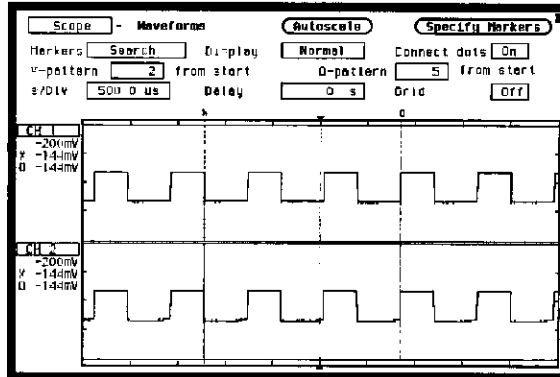 Scope - Waveforms Autoscale Specify Markers
Markers Search Display Normal Connect dots On
X-pattern 2 from start O-pattern 5 from start
s/Div 500.0 us Delay 0 s Grid Off
X O
CH 1
-200mV
X -144mV
O -144mV
CH 2
-200mV
X -144mV
O -144mV